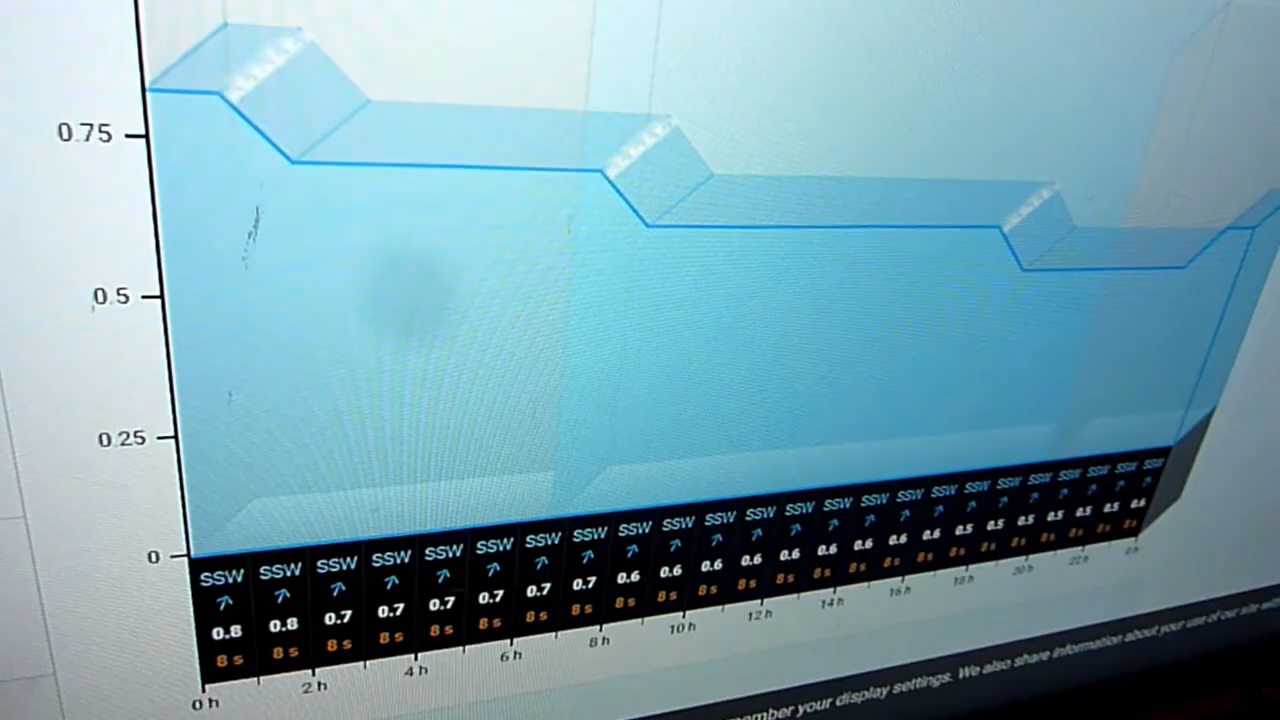 0.75
0.5
0.25
0
SSW SSW SSW SSW SSW SSW SSW SSW SSW SSW SSW SSW SSW SSW SSW SSW SSW SSW SSW SSW SSW SSW SSW SSW
0.8 0.8 0.7 0.7 0.7 0.7 0.7 0.7 0.6 0.6 0.6 0.6 0.6 0.6 0.6 0.6 0.6 0.5 0.5 0.5 0.5 0.5 0.5 0.6
8 s 8 s 8 s 8 s 8 s 8 s 8 s 8 s 8 s 8 s 8 s 8 s 8 s 8 s 8 s 8 s 8 s 8 s 8 s 8 s 8 s 8 s 8 s 8 s
0 h 2 h 4 h 6 h 8 h 10 h 12 h 14 h 16 h 18 h 20 h 22 h 0 h
your display settings. We also share information about your use of our site